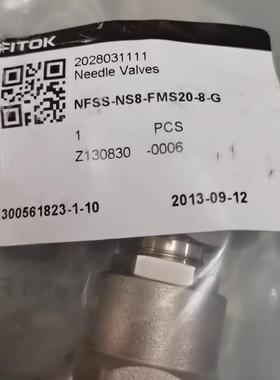 FITOK
2028031111
Needle Valves
NFSS-NS8-FMS20-8-G
1 PCS
Z130830 -0006
300561823-1-10 2013-09-12